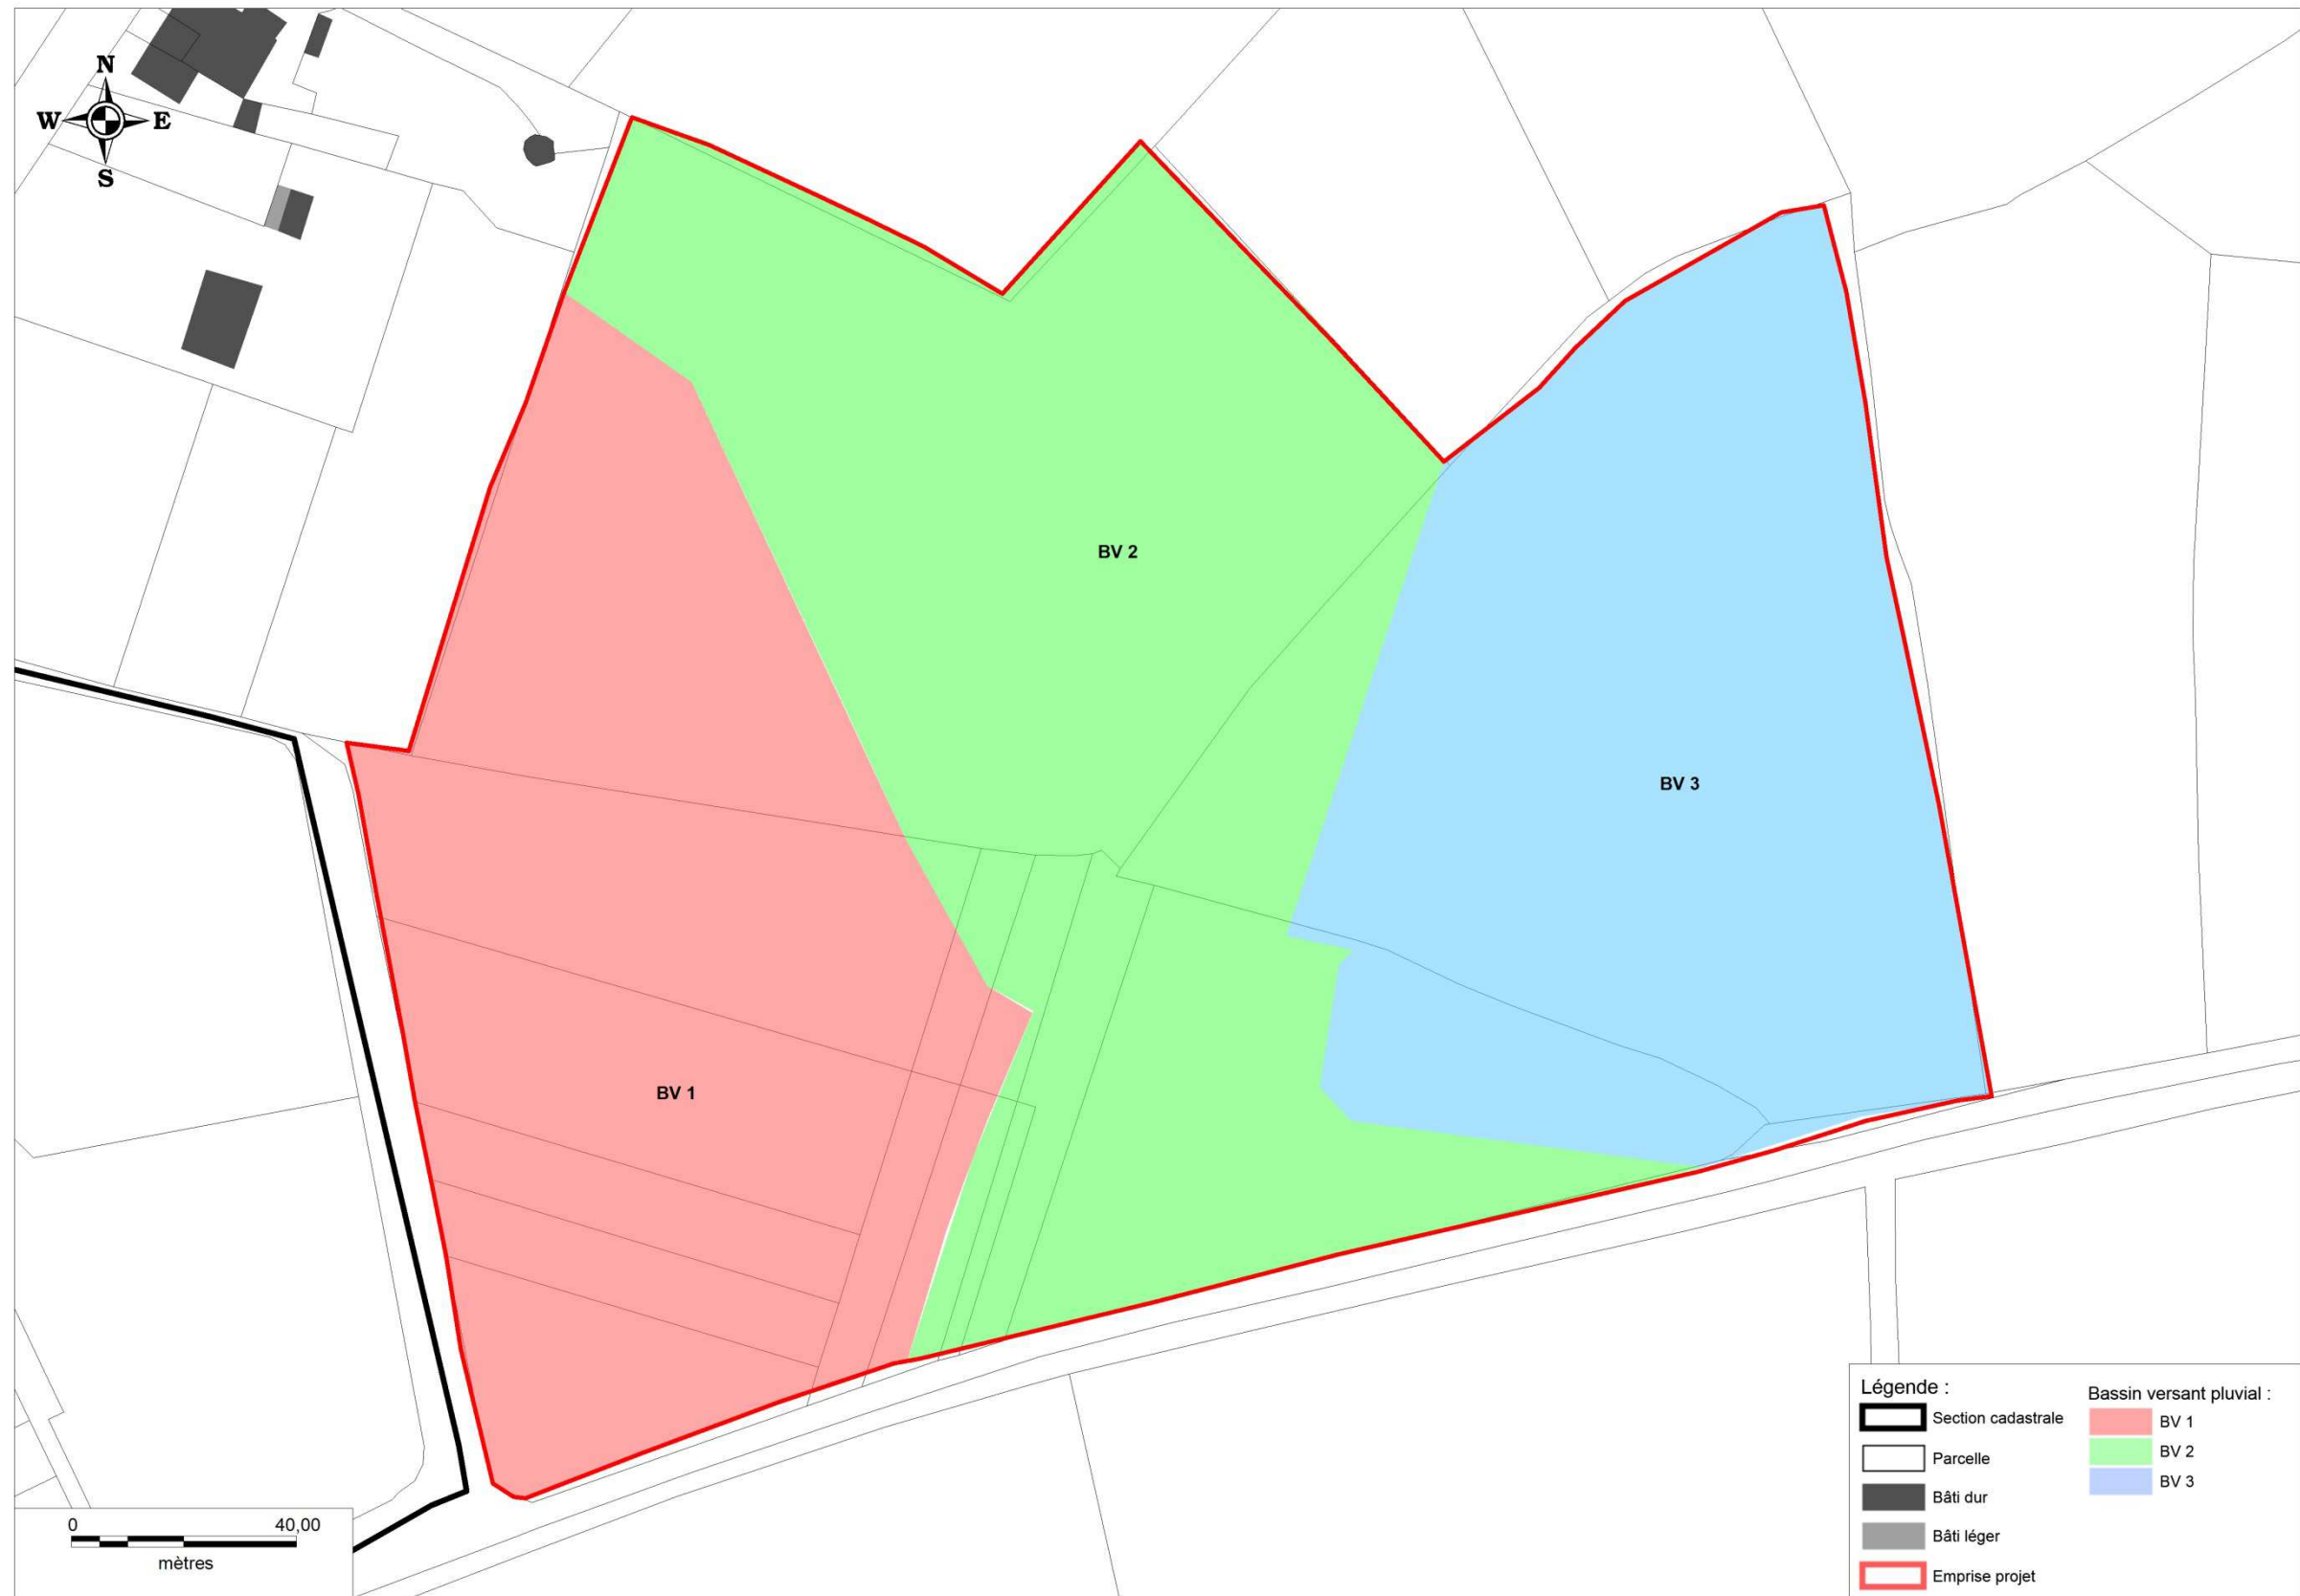 N
W E
S
BV 2
BV 3
BV 1
0 40,00
mètres
Légende :
Section cadastrale
Parcelle
Bâti dur
Bâti léger
Emprise projet
Bassin versant pluvial :
BV 1
BV 2
BV 3